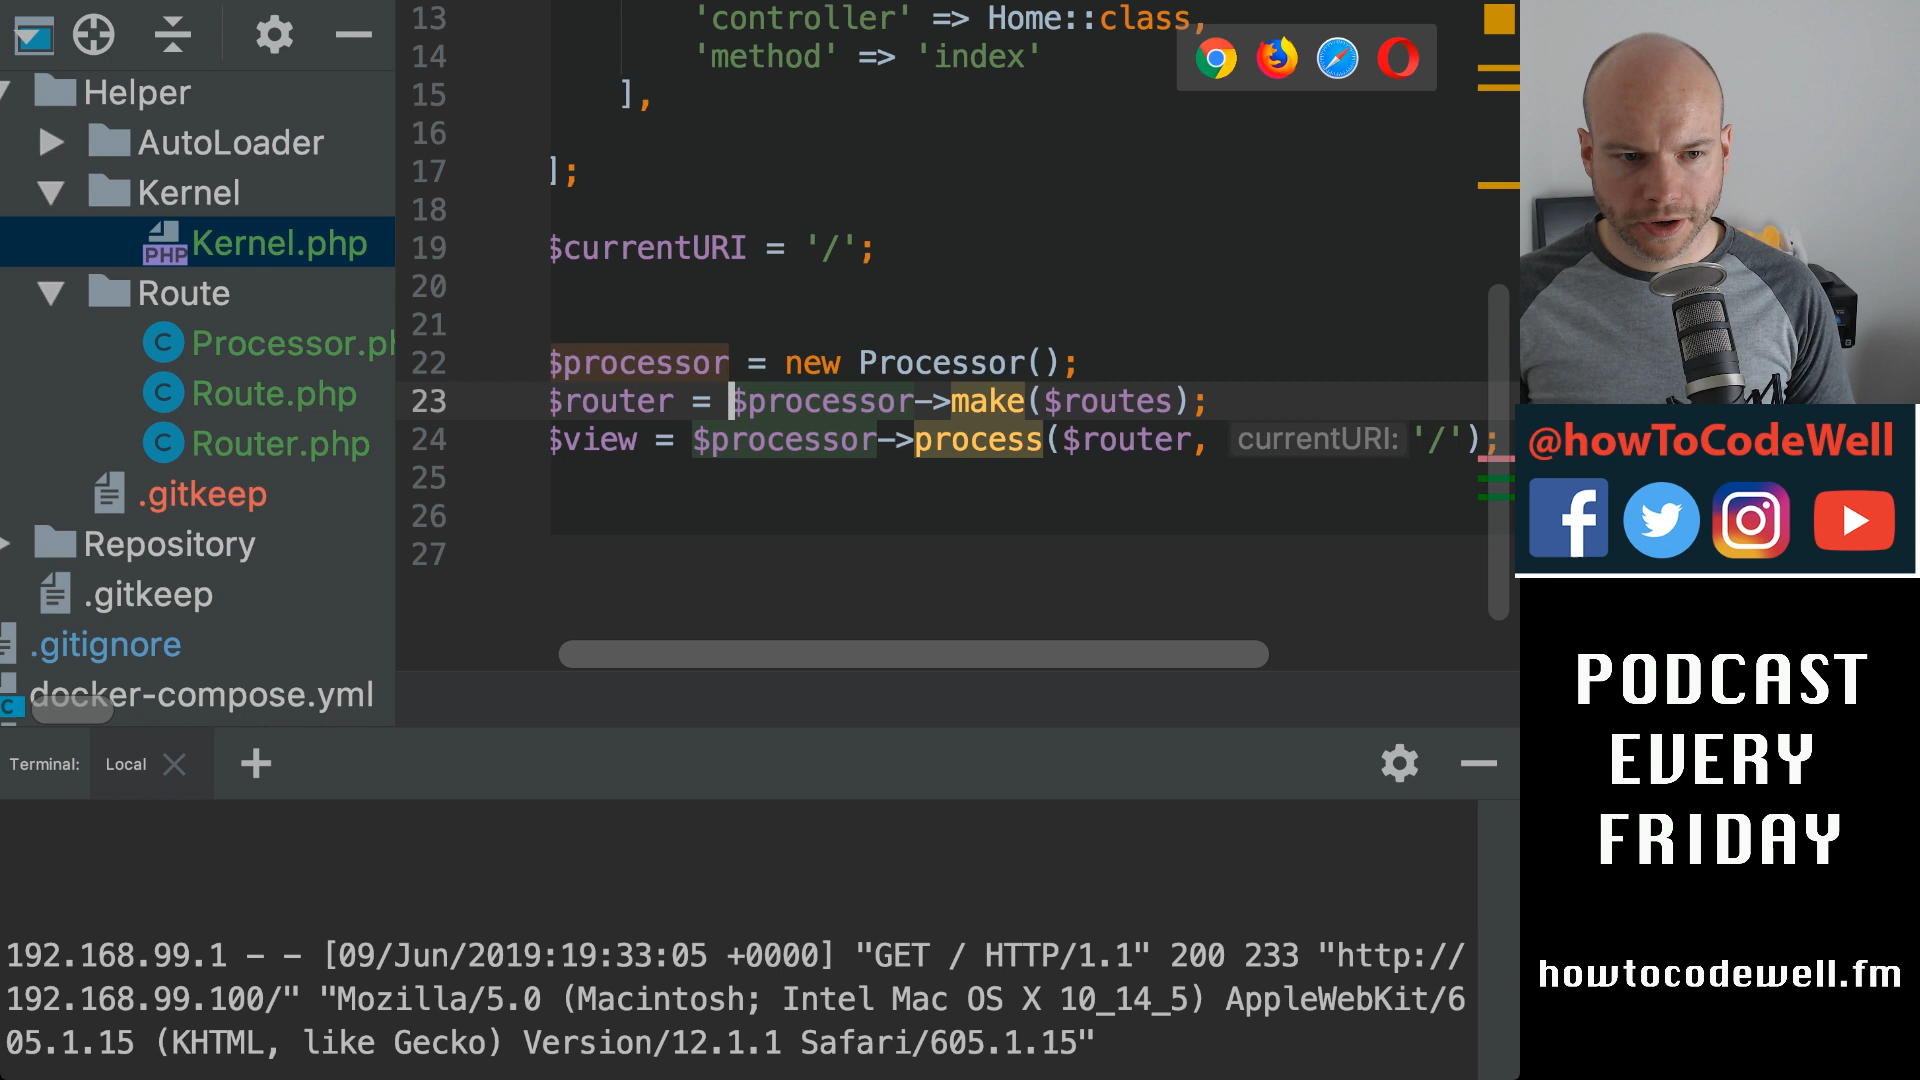 Helper
AutoLoader
Kernel
PHP Kernel.php
Route
C Processor.ph
C Route.php
C Router.php
.gitkeep
Repository
.gitkeep
.gitignore
docker-compose.yml
C
13 'controller' => Home::class,
14 'method' => 'index'
15 ],
16
17 ];
18
19 $currentURI = '/';
20
21
22 $processor = new Processor();
23 $router = $processor->make($routes);
24 $view = $processor->process($router, currentURI: '/');
25
26
27
Terminal: Local
192.168.99.1 - - [09/Jun/2019:19:33:05 +0000] "GET / HTTP/1.1" 200 233 "http://
192.168.99.100/" "Mozilla/5.0 (Macintosh; Intel Mac OS X 10_14_5) AppleWebKit/6
05.1.15 (KHTML, like Gecko) Version/12.1.1 Safari/605.1.15"
@howToCodeWell
PODCAST
EVERY
FRIDAY
howtocodewell.fm